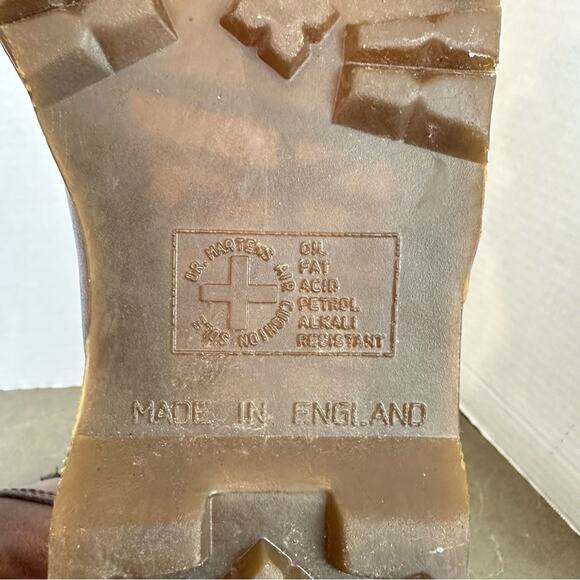 DR. MARTENS AIR CUSHION SOLE
OIL
FAT
ACID
PETROL
ALKALI
RESISTANT
MADE IN ENGLAND